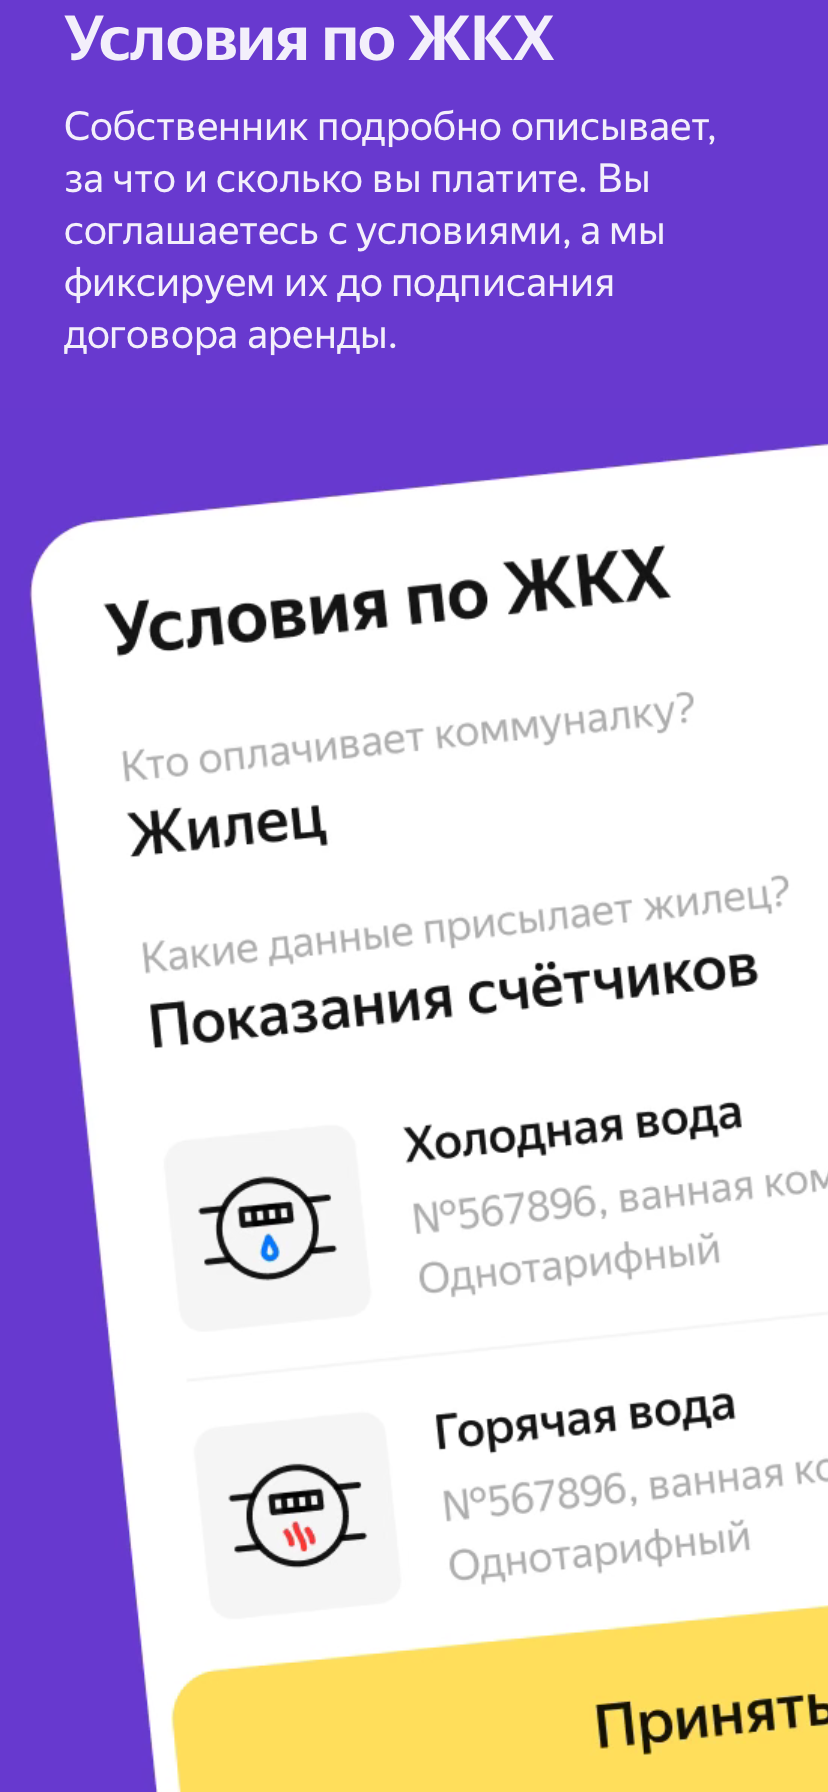 Условия по ЖКХ
Собственник подробно описывает,
за что и сколько вы платите. Вы
соглашаетесь с условиями, а мы
фиксируем их до подписания
договора аренды.
Условия по ЖКХ
Кто оплачивает коммуналку?
Жилец
Какие данные присылает жилец?
Показания счётчиков
Холодная вода
№567896, ванная
Однотарифный
Горячая вода
№567896, ванная
Однотарифный
Принять